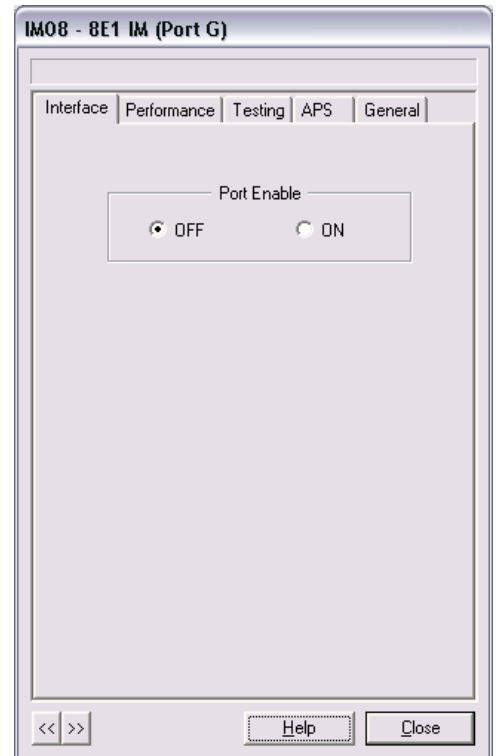 IM08 - 8E1 IM (Port G)
Interface Performance Testing APS General
Port Enable
OFF ON
<< >> Help Close